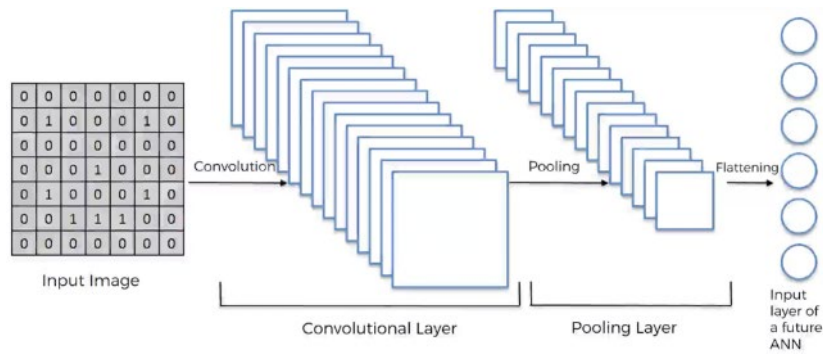 0 0 0 0 0 0 0
0 1 0 0 0 1 0
0 0 0 0 0 0 0
0 0 0 1 0 0 0
0 1 0 0 0 1 0
0 0 1 1 1 0 0
0 0 0 0 0 0 0
Input Image
Convolution
Convolutional Layer
Pooling
Pooling Layer
Flattening
Input
layer of
a future
ANN